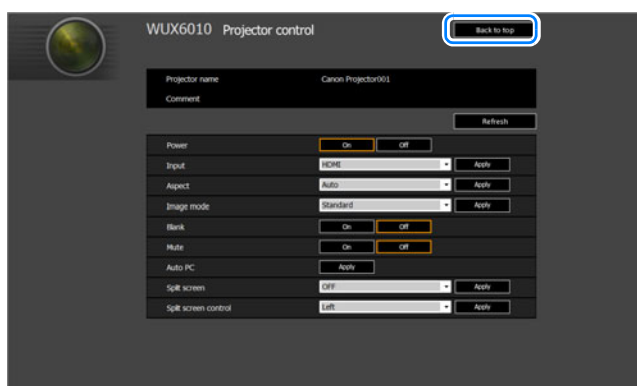 WUX6010 Projector control Back to top
Projector name Canon Projector001
Comment
Refresh
Power On Off
Input HDMI Apply
Aspect Auto Apply
Image mode Standard Apply
Blank On Off
Mute On Off
Auto PC Apply
Split screen OFF Apply
Split screen control Left Apply